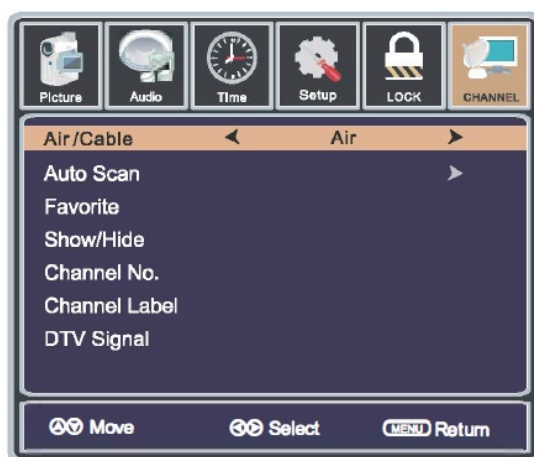 Picture Audio Time Setup LOCK CHANNEL
Air/Cable Air
Auto Scan
Favorite
Show/Hide
Channel No.
Channel Label
DTV Signal
Move Select MENU Return